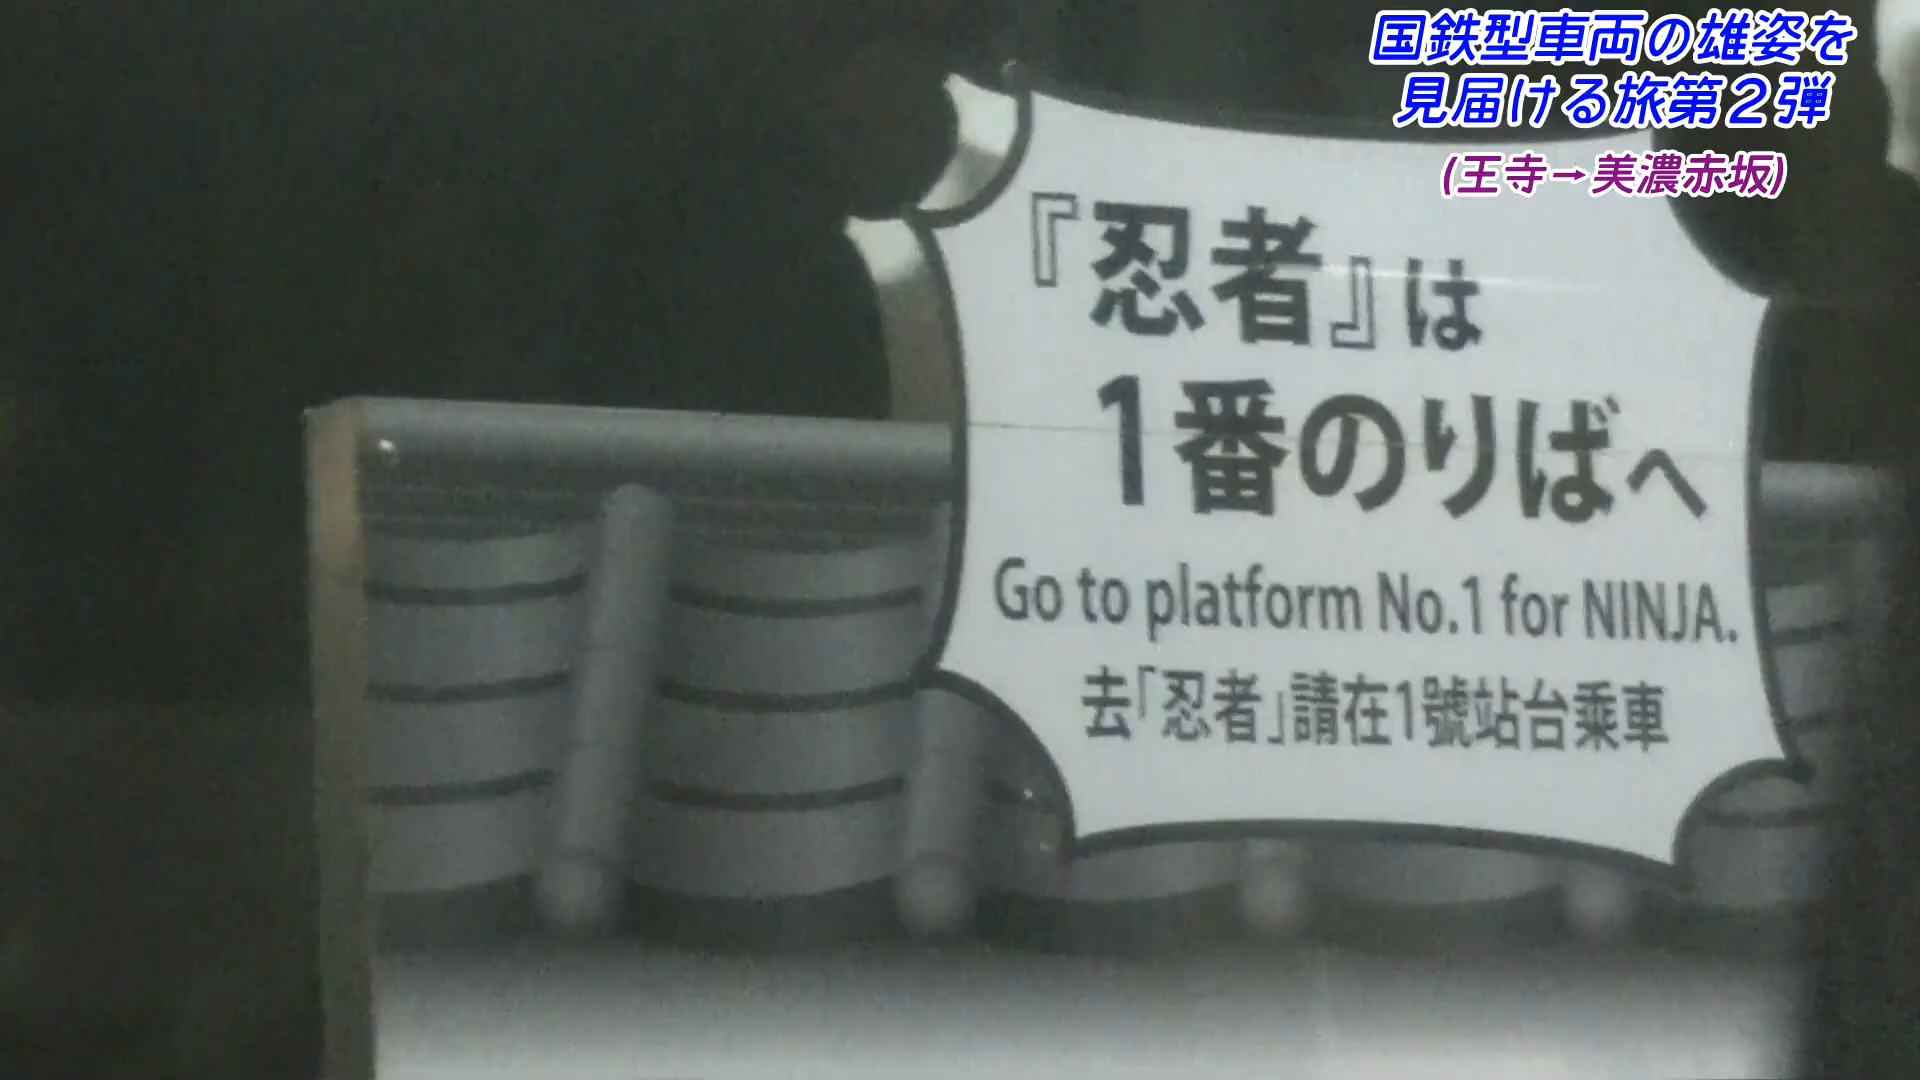 国鉄型車両の雄姿を
見届ける旅第２弾
(王寺→美濃赤坂)
『忍者』は
1番のりばへ
Go to platform No.1 for NINJA.
去「忍者」請在1號站台乗車